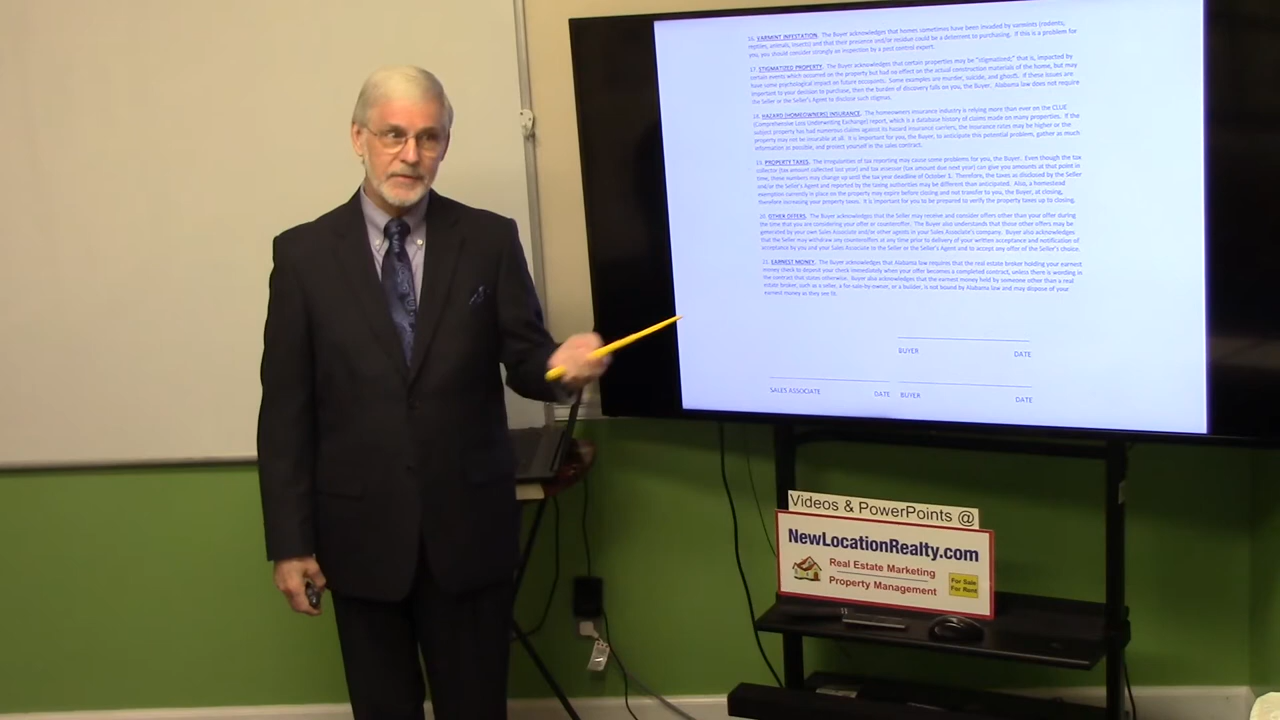 16. VARMINT INFESTATION. The Buyer acknowledges that homes sometimes have been invaded by varmints (rodents,
reptiles, animals, insects) and that their presence and/or residue could be a deterrent to purchasing. If this is a problem for
you, you should consider strongly an inspection by a pest control expert.
17. STIGMATIZED PROPERTY. The Buyer acknowledges that certain properties may be "stigmatized;" that is, impacted by
certain events which occurred on the property but had no effect on the actual construction materials of the home, but may
have some psychological impact on future occupants. Some examples are murder, suicide, and ghosts. If these issues are
important to your decision to purchase, then the burden of discovery falls on you, the Buyer. Alabama law does not require
the Seller or the Seller's Agent to disclose such stigmas.
18. HAZARD (HOMEOWNERS) INSURANCE. The homeowners insurance industry is relying more than ever on the CLUE
(Comprehensive Loss Underwriting Exchange) report, which is a database history of claims made on many properties. If the
subject property has had numerous claims against its hazard insurance carriers, the insurance rates may be higher or the
property may not be insurable at all. It is important for you, the Buyer, to anticipate this potential problem, gather as much
information as possible, and protect yourself in the sales contract.
19. PROPERTY TAXES. The irregularities of tax reporting may cause some problems for you, the Buyer. Even though the tax
collector (tax amount collected last year) and tax assessor (tax amount due next year) can give you amounts at that point in
time, these numbers may change up until the tax year deadline of October 1. Therefore, the taxes as disclosed by the Seller
and/or the Seller's Agent and reported by the taxing authorities may be different than anticipated. Also, a homestead
exemption currently in place on the property may expire before closing and not transfer to you, the Buyer, at closing,
therefore increasing your property taxes. It is important for you to be prepared to verify the property taxes up to closing.
20. OTHER OFFERS. The Buyer acknowledges that the Seller may receive and consider offers other than your offer during
the time that you are considering your offer or counteroffer. The Buyer also understands that those other offers may be
generated by your own Sales Associate and/or other agents in your Sales Associate's company. Buyer also acknowledges
that the Seller may withdraw any counteroffers at any time prior to delivery of your written acceptance and notification of
acceptance by you and your Sales Associate to the Seller or the Seller's Agent and to accept any offer of the Seller's choice.
21. EARNEST MONEY. The Buyer acknowledges that Alabama law requires that the real estate broker holding your earnest
money check to deposit your check immediately when your offer becomes a completed contract, unless there is wording in
the contract that states otherwise. Buyer also acknowledges that the earnest money held by someone other than a real
estate broker, such as a seller, a for-sale-by-owner, or a builder, is not bound by Alabama law and may dispose of your
earnest money as they see fit.
BUYER DATE
SALES ASSOCIATE DATE BUYER DATE
Videos & PowerPoints @
NewLocationRealty.com
Real Estate Marketing
Property Management
For Sale
For Rent